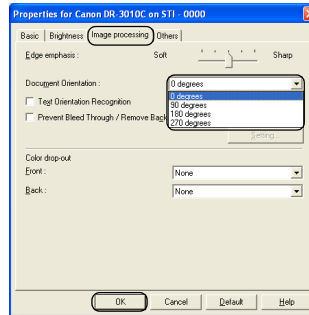 Properties for Canon DR-3010C on STI - 0000
Basic Brightness Image processing Others
Edge emphasis: Soft Sharp
Document Orientation: 0 degrees
0 degrees
Text Orientation Recognition 90 degrees
180 degrees
Prevent Bleed Through / Remove Back 270 degrees
Setting...
Color drop-out
Front : None
Back : None
OK Cancel Default Help